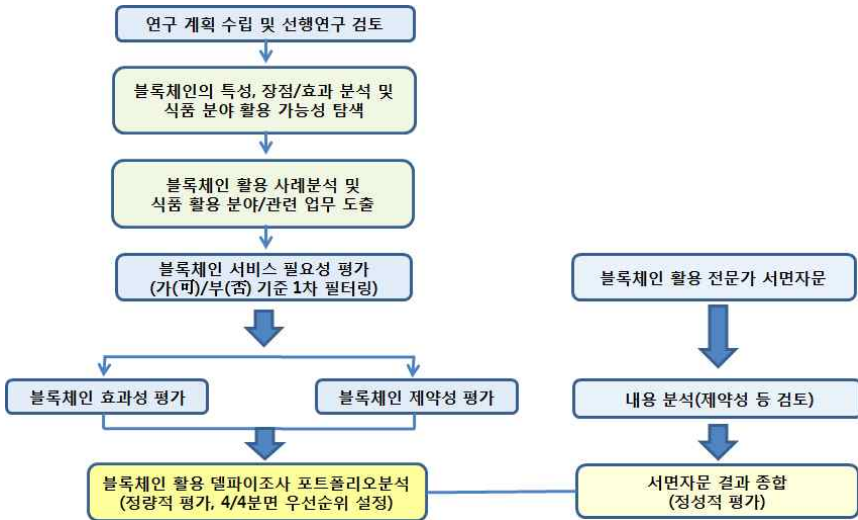 연구 계획 수립 및 선행연구 검토
블록체인의 특성, 장점/효과 분석 및
식품 분야 활용 가능성 탐색
블록체인 활용 사례분석 및
식품 활용 분야/관련 업무 도출
블록체인 서비스 필요성 평가
(가(可)/부(否) 기준 1차 필터링)
블록체인 효과성 평가
블록체인 제약성 평가
블록체인 활용 델파이조사 포트폴리오분석
(정량적 평가, 4/4분면 우선순위 설정)
블록체인 활용 전문가 서면자문
내용 분석(제약성 등 검토)
서면자문 결과 종합
(정성적 평가)